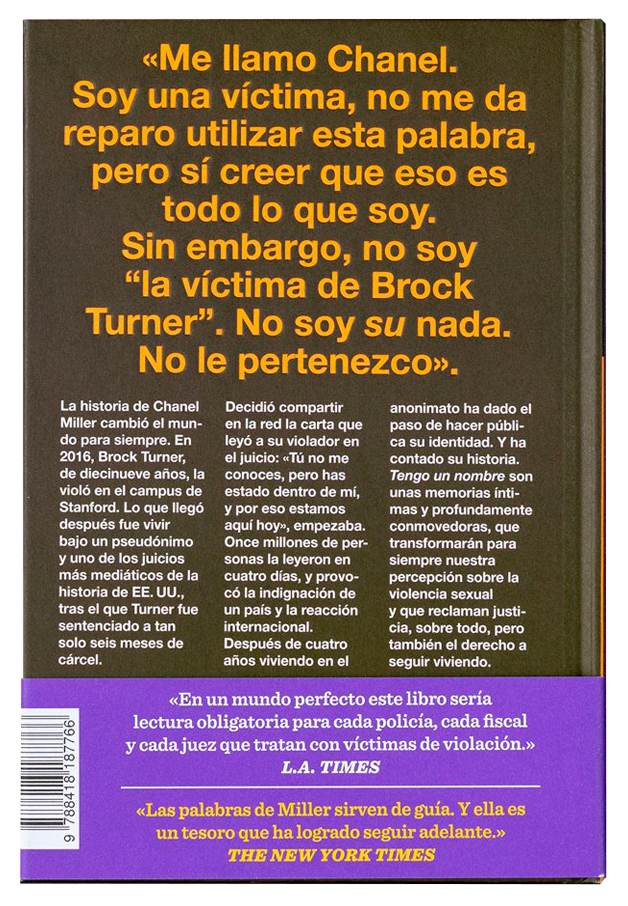 «Me llamo Chanel.
Soy una víctima, no me da
reparo utilizar esta palabra,
pero sí creer que eso es
todo lo que soy.
Sin embargo, no soy
“la víctima de Brock
Turner”. No soy su nada.
No le pertenezco».
La historia de Chanel
Miller cambió el mun-
do para siempre. En
2016, Brock Turner,
de diecinueve años, la
violó en el campus de
Stanford. Lo que llegó
después fue vivir
bajo un pseudónimo
y uno de los juicios
más mediáticos de la
historia de EE. UU.,
tras el que Turner fue
sentenciado a tan
solo seis meses de
cárcel.
Decidió compartir
en la red la carta que
leyó a su violador en
el juicio: «Tú no me
conoces, pero has
estado dentro de mí,
y por eso estamos
aquí hoy», empezaba.
Once millones de per-
sonas la leyeron en
cuatro días, y provo-
có la indignación de
un país y la reacción
internacional.
Después de cuatro
años viviendo en el
anonimato ha dado el
paso de hacer públi-
ca su identidad. Y ha
contado su historia.
Tengo un nombre son
unas memorias ínti-
mas y profundamente
conmovedoras, que
transformarán para
siempre nuestra
percepción sobre la
violencia sexual
y que reclaman justi-
cia, sobre todo, pero
también el derecho a
seguir viviendo.
«En un mundo perfecto este libro sería
lectura obligatoria para cada policía, cada fiscal
y cada juez que tratan con víctimas de violación.»
L.A. TIMES
«Las palabras de Miller sirven de guía. Y ella es
un tesoro que ha logrado seguir adelante.»
THE NEW YORK TIMES
9 788418 187766